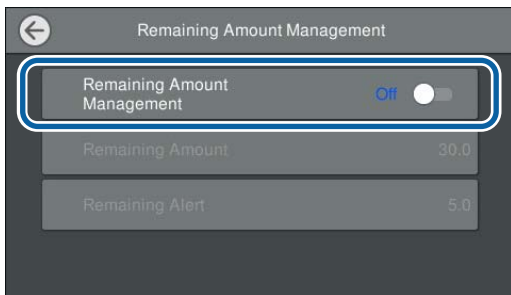 Remaining Amount Management
Remaining Amount
Management
Off
Remaining Amount
30.0
Remaining Alert
5.0